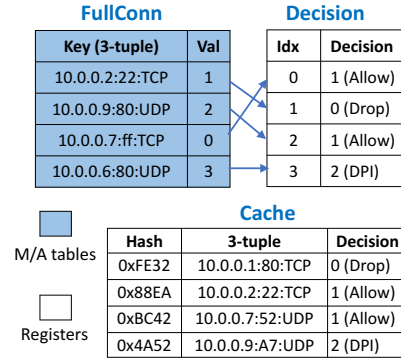 FullConn Decision
Key (3-tuple) Val Idx Decision
10.0.0.2:22:TCP 1 0 1 (Allow)
10.0.0.9:80:UDP 2 1 0 (Drop)
10.0.0.7:ff:TCP 0 2 1 (Allow)
10.0.0.6:80:UDP 3 3 2 (DPI)
M/A tables
Registers
Cache
Hash 3-tuple Decision
0xFE32 10.0.0.1:80:TCP 0 (Drop)
0x88EA 10.0.0.2:22:TCP 1 (Allow)
0xBC42 10.0.0.7:52:UDP 1 (Allow)
0x4A52 10.0.0.9:A7:UDP 2 (DPI)